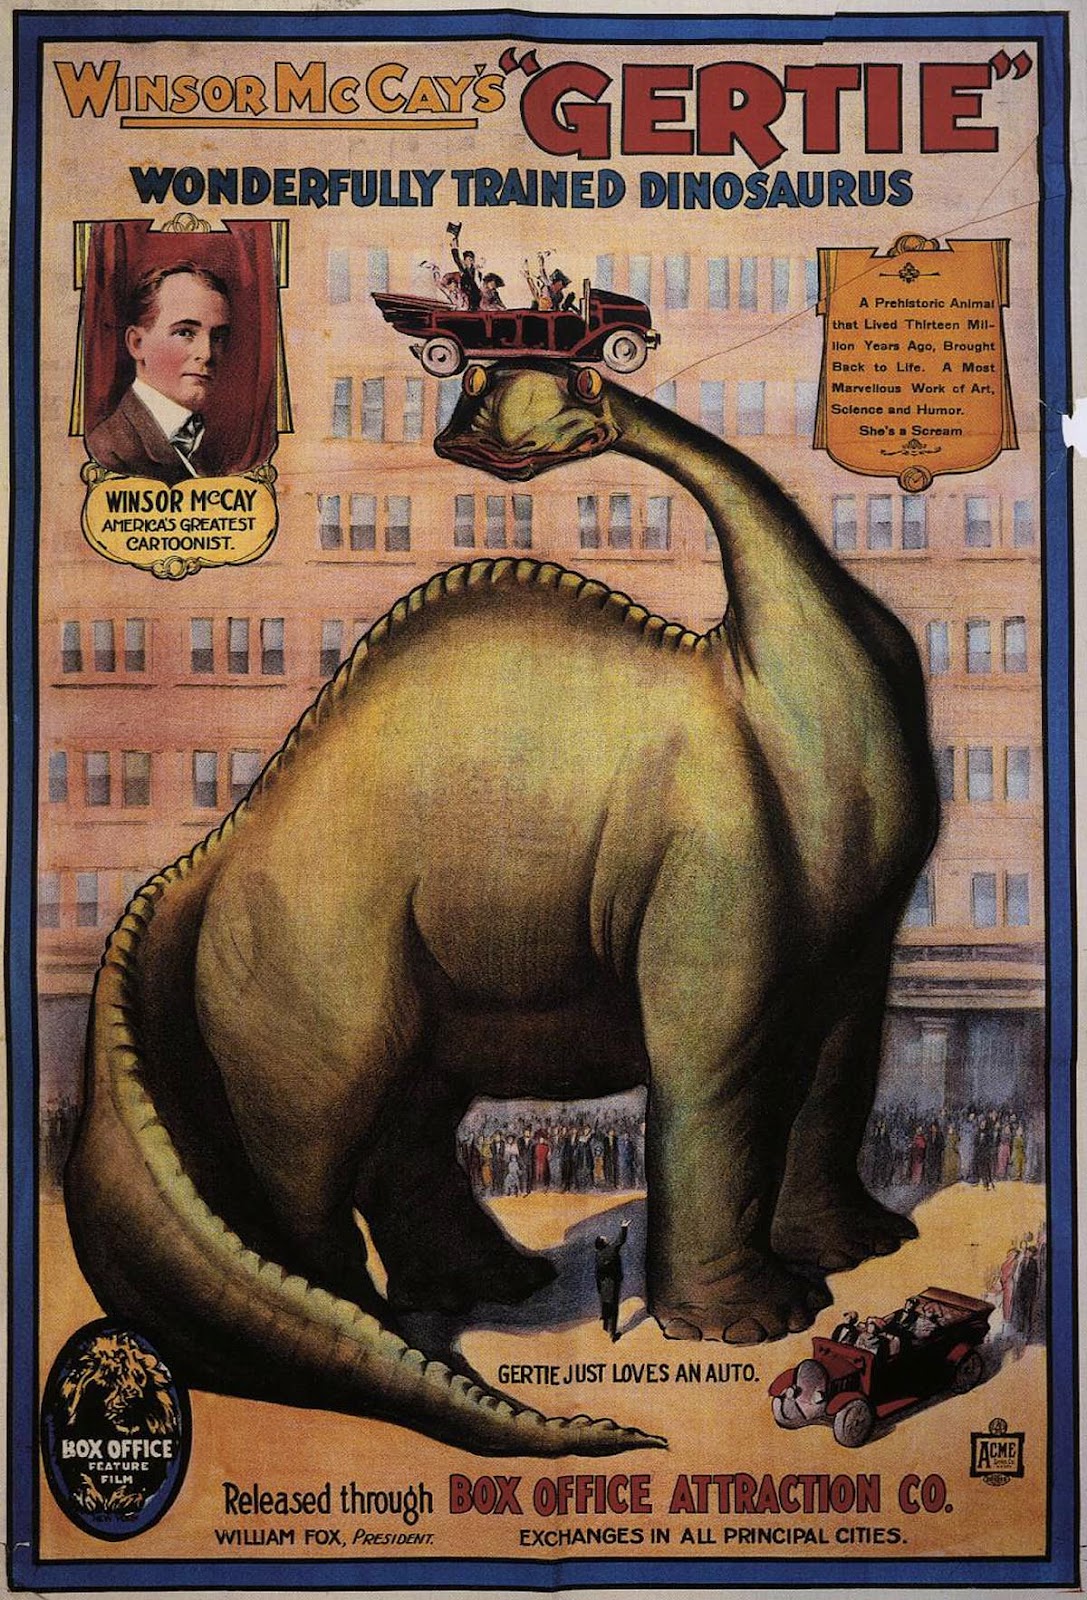 WINSOR McCAY'S "GERTIE"
WONDERFULLY TRAINED DINOSAURUS
WINSOR McCAY
AMERICA'S GREATEST
CARTOONIST.
A Prehistoric Animal
that Lived Thirteen Mil-
lion Years Ago, Brought
Back to Life. A Most
Marvellous Work of Art,
Science and Humor.
She's a Scream
GERTIE JUST LOVES AN AUTO.
BOX OFFICE
FEATURE
FILM
NEW YORK
ACME
Released through BOX OFFICE ATTRACTION CO.
WILLIAM FOX, PRESIDENT. EXCHANGES IN ALL PRINCIPAL CITIES.